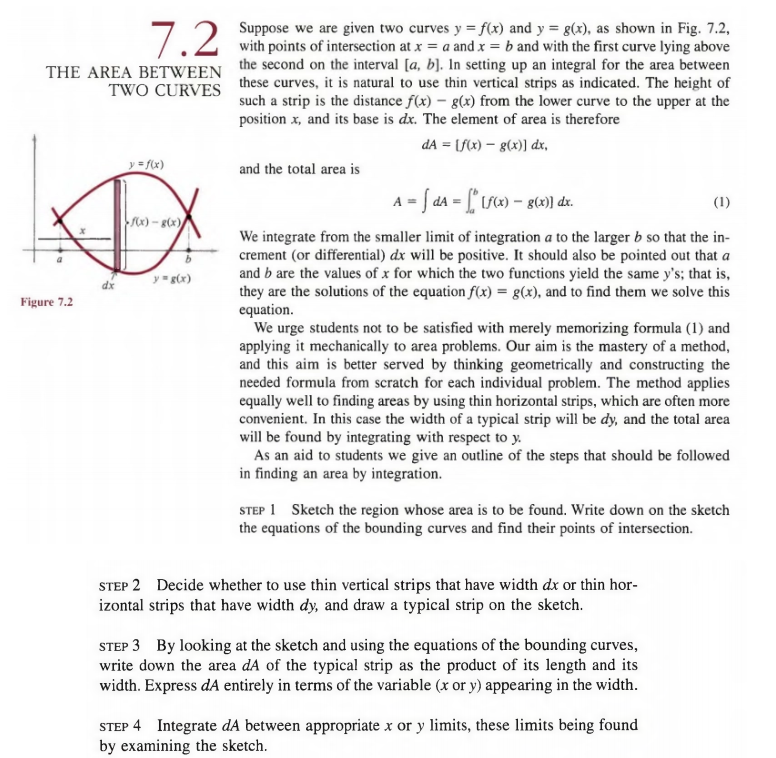 7.2
THE AREA BETWEEN
TWO CURVES
y = f(x)
f(x) – g(x)
x
a
b
dx
y = g(x)
Figure 7.2
Suppose we are given two curves y = f(x) and y = g(x), as shown in Fig. 7.2,
with points of intersection at x = a and x = b and with the first curve lying above
the second on the interval [a, b]. In setting up an integral for the area between
these curves, it is natural to use thin vertical strips as indicated. The height of
such a strip is the distance f(x) − g(x) from the lower curve to the upper at the
position x, and its base is dx. The element of area is therefore
dA = [f(x) − g(x)] dx,
and the total area is
A = ∫ dA = ∫ₐᵇ [f(x) − g(x)] dx. (1)
We integrate from the smaller limit of integration a to the larger b so that the in-
crement (or differential) dx will be positive. It should also be pointed out that a
and b are the values of x for which the two functions yield the same y's; that is,
they are the solutions of the equation f(x) = g(x), and to find them we solve this
equation.
We urge students not to be satisfied with merely memorizing formula (1) and
applying it mechanically to area problems. Our aim is the mastery of a method,
and this aim is better served by thinking geometrically and constructing the
needed formula from scratch for each individual problem. The method applies
equally well to finding areas by using thin horizontal strips, which are often more
convenient. In this case the width of a typical strip will be dy, and the total area
will be found by integrating with respect to y.
As an aid to students we give an outline of the steps that should be followed
in finding an area by integration.
STEP 1 Sketch the region whose area is to be found. Write down on the sketch
the equations of the bounding curves and find their points of intersection.
STEP 2 Decide whether to use thin vertical strips that have width dx or thin hor-
izontal strips that have width dy, and draw a typical strip on the sketch.
STEP 3 By looking at the sketch and using the equations of the bounding curves,
write down the area dA of the typical strip as the product of its length and its
width. Express dA entirely in terms of the variable (x or y) appearing in the width.
STEP 4 Integrate dA between appropriate x or y limits, these limits being found
by examining the sketch.